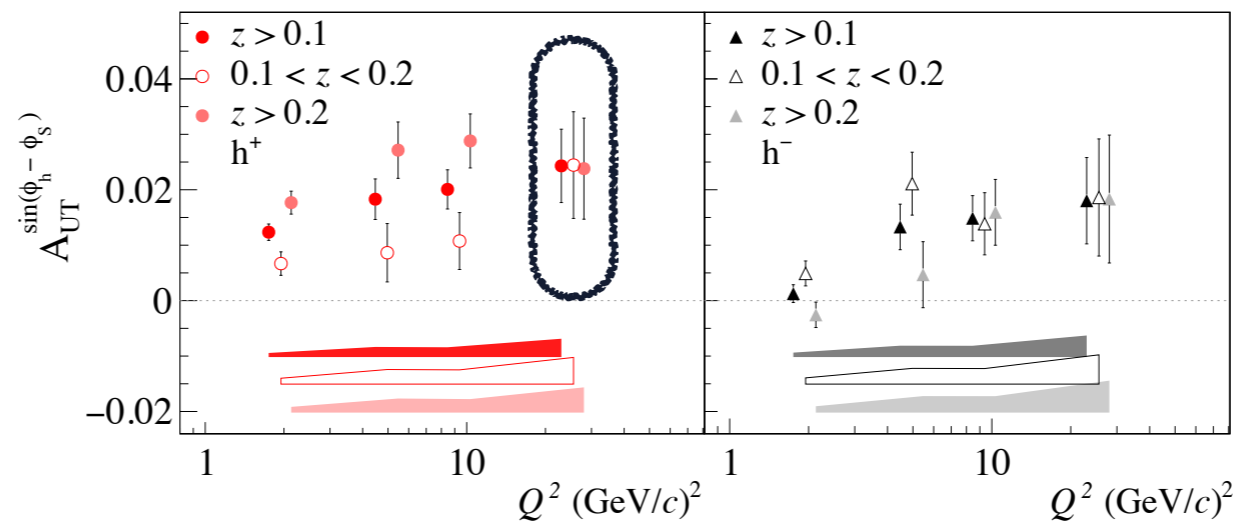 A_UT^sin(ϕ_h − ϕ_S)
0.04
0.02
0
−0.02
z > 0.1
0.1 < z < 0.2
z > 0.2
h⁺
1
10
Q² (GeV/c)²
z > 0.1
0.1 < z < 0.2
z > 0.2
h⁻
1
10
Q² (GeV/c)²